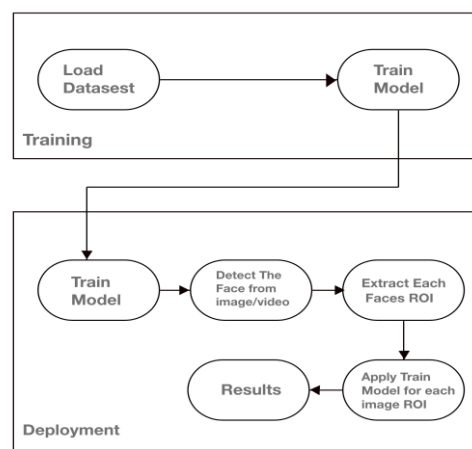 Load
Datasest
Train
Model
Training
Train
Model
Detect The
Face from
image/video
Extract Each
Faces ROI
Results
Apply Train
Model for each
image ROI
Deployment